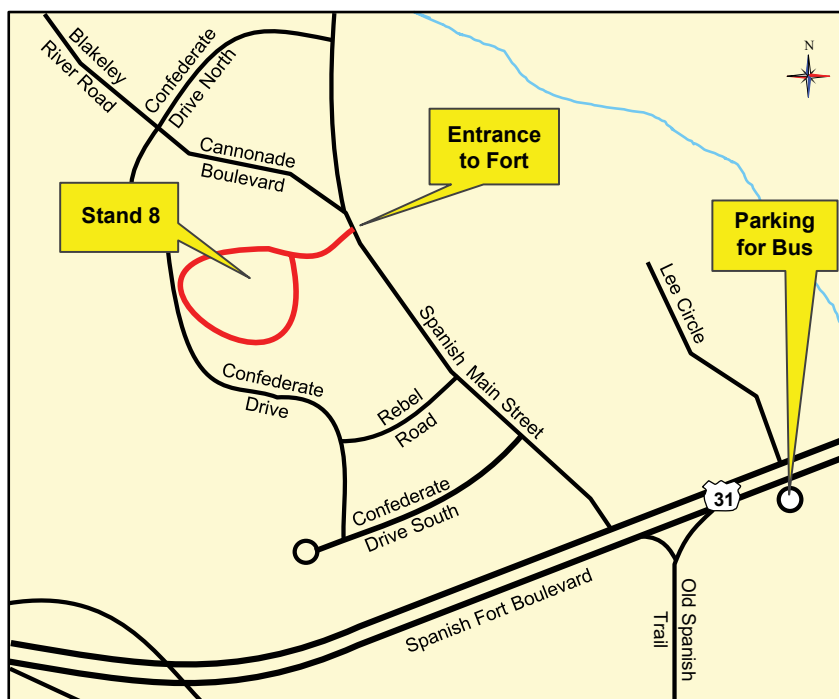 Blakeley
River Road
Confederate
Drive North
N
Cannonade
Boulevard
Entrance
to Fort
Stand 8
Parking
for Bus
Lee Circle
Spanish Main Street
Confederate
Drive
Rebel
Road
Confederate
Drive South
31
Spanish Fort Boulevard
Old Spanish
Trail